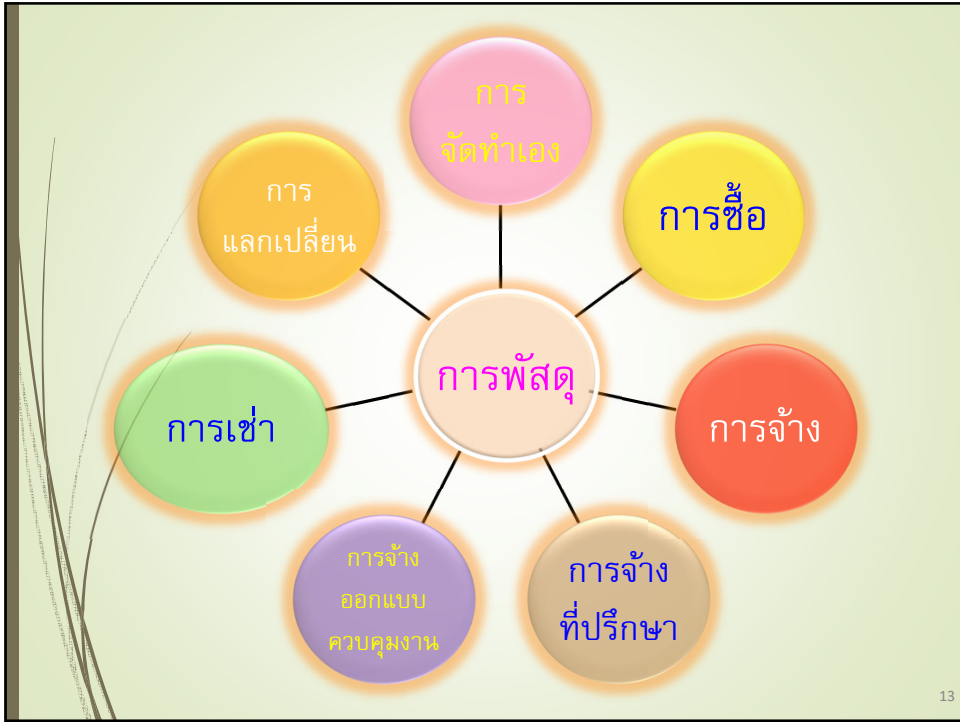 การ
จัดทำเอง
การซื้อ
การจ้าง
การจ้าง
ที่ปรึกษา
การจ้าง
ออกแบบ
ควบคุมงาน
การเช่า
การ
แลกเปลี่ยน
การพัสดุ
13